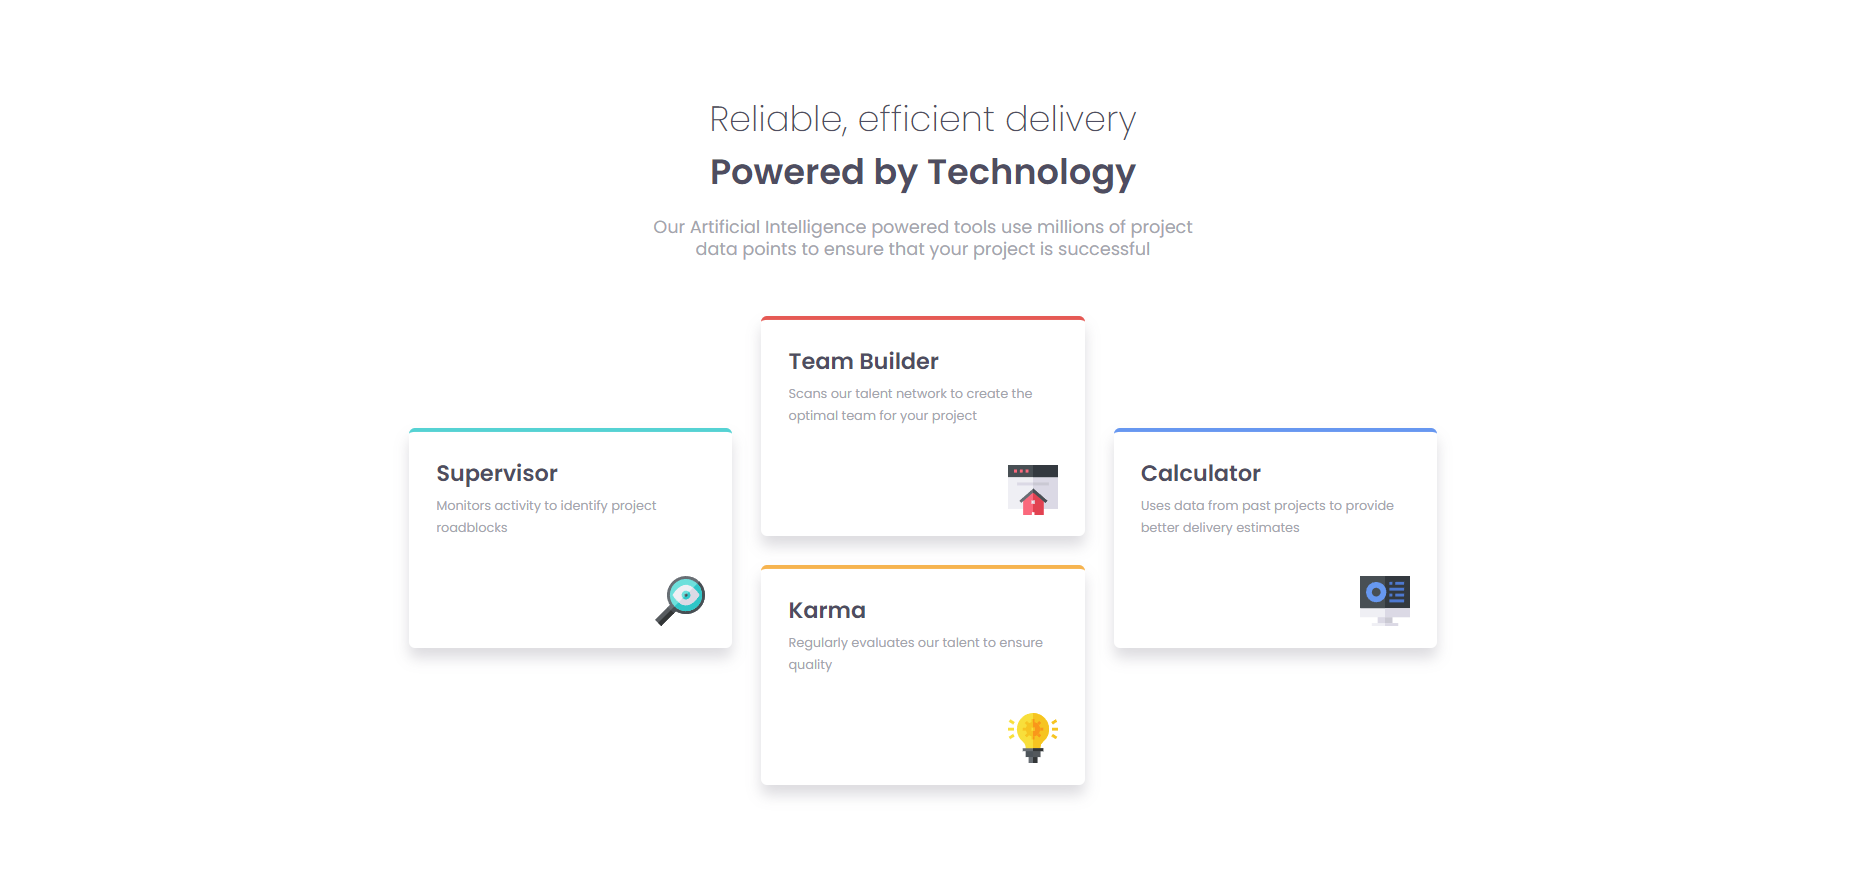 Reliable, efficient delivery
Powered by Technology
Our Artificial Intelligence powered tools use millions of project
data points to ensure that your project is successful
Supervisor
Monitors activity to identify project
roadblocks
Team Builder
Scans our talent network to create the
optimal team for your project
Karma
Regularly evaluates our talent to ensure
quality
Calculator
Uses data from past projects to provide
better delivery estimates